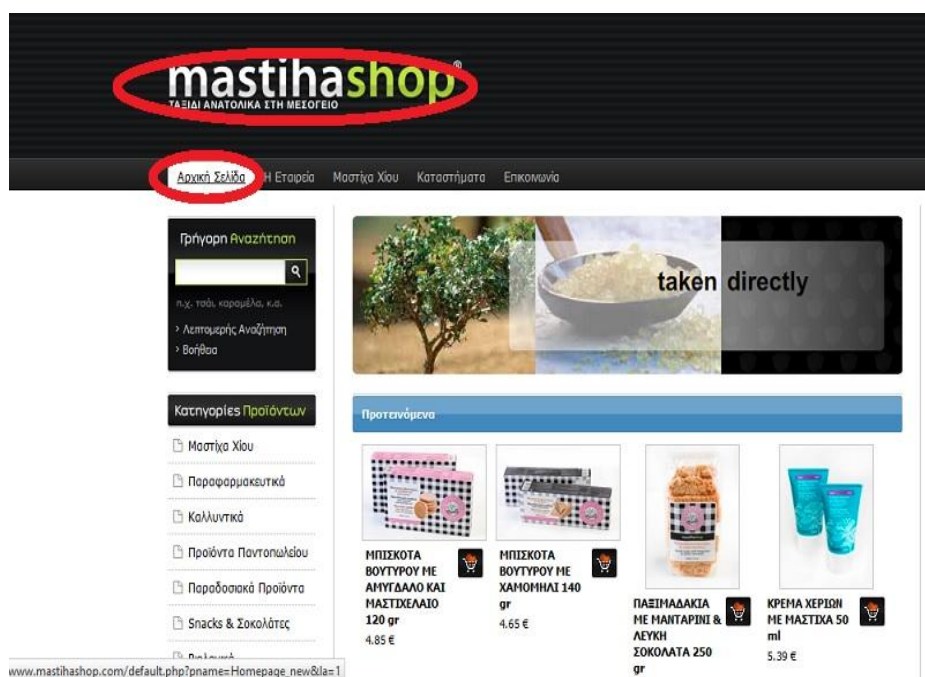 mastihashop®
ΤΑΞΙΔΙ ΑΝΑΤΟΛΙΚΑ ΣΤΗ ΜΕΣΟΓΕΙΟ
Αρχική Σελίδα Η Εταιρεία Μαστίχα Χίου Καταστήματα Επικοινωνία
Γρήγορη Αναζήτηση
π.χ. τσάι, καραμέλα, κ.α.
› Λεπτομερής Αναζήτηση
› Βοήθεια
taken directly
Κατηγορίες Προϊόντων
Μαστίχα Χίου
Παραφαρμακευτικά
Καλλυντικά
Προϊόντα Παντοπωλείου
Παραδοσιακά Προϊόντα
Snacks & Σοκολάτες
Προτεινόμενα
ΜΠΙΣΚΟΤΑ
ΒΟΥΤΥΡΟΥ ΜΕ
ΑΜΥΓΔΑΛΟ ΚΑΙ
ΜΑΣΤΙΧΕΛΑΙΟ
120 gr
4.85 €
ΜΠΙΣΚΟΤΑ
ΒΟΥΤΥΡΟΥ ΜΕ
ΧΑΜΟΜΗΛΙ 140
gr
4.65 €
ΠΑΞΙΜΑΔΑΚΙΑ
ΜΕ ΜΑΝΤΑΡΙΝΙ &
ΛΕΥΚΗ
ΣΟΚΟΛΑΤΑ 250
gr
ΚΡΕΜΑ ΧΕΡΙΩΝ
ΜΕ ΜΑΣΤΙΧΑ 50
ml
5.39 €
www.mastihashop.com/default.php?pname=Homepage_new&la=1